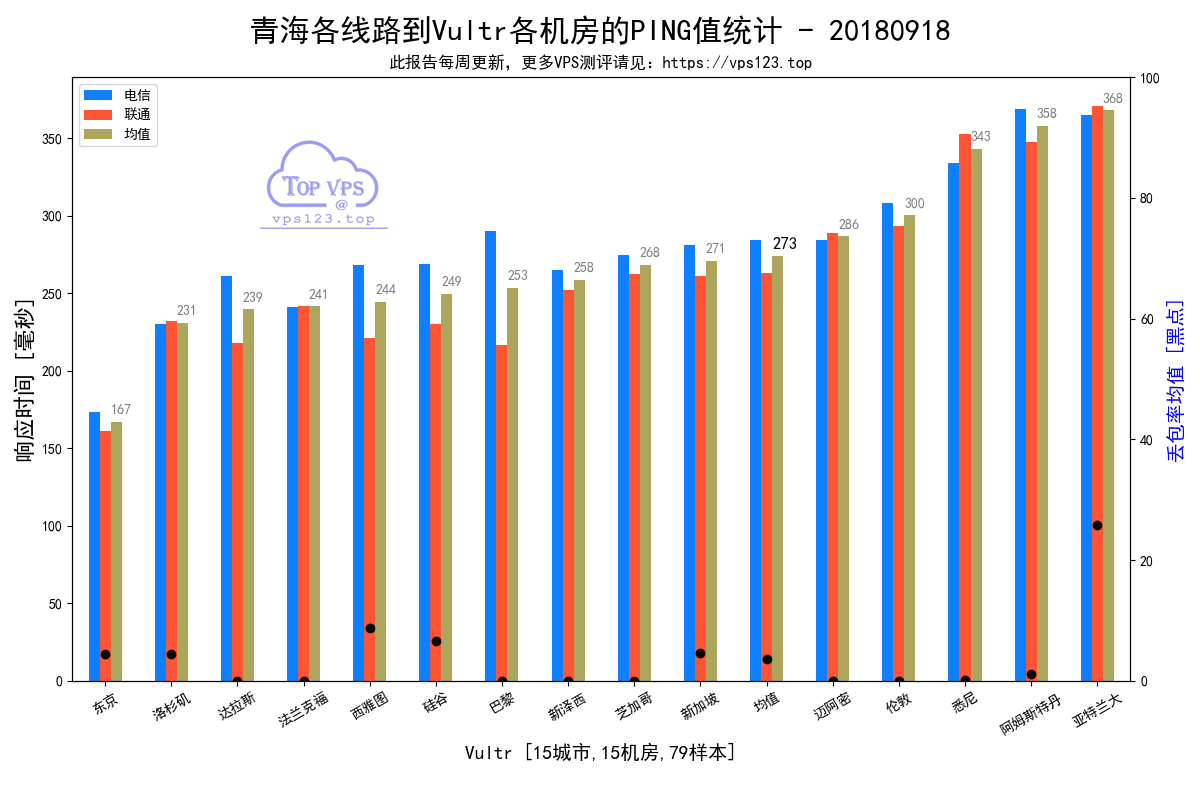 青海各线路到Vultr各机房的PING值统计 - 20180918
此报告每周更新，更多VPS测评请见：https://vps123.top
电信
联通
均值
TOP VPS
@
vps123.top
响应时间 [毫秒]
350
300
250
200
150
100
50
0
100
80
60
40
20
0
丢包率均值 [黑点]
167
231
239
241
244
249
253
258
268
271
273
286
300
343
358
368
东京
洛杉矶
达拉斯
法兰克福
西雅图
硅谷
巴黎
新泽西
芝加哥
新加坡
均值
迈阿密
伦敦
悉尼
阿姆斯特丹
亚特兰大
Vultr [15城市,15机房,79样本]